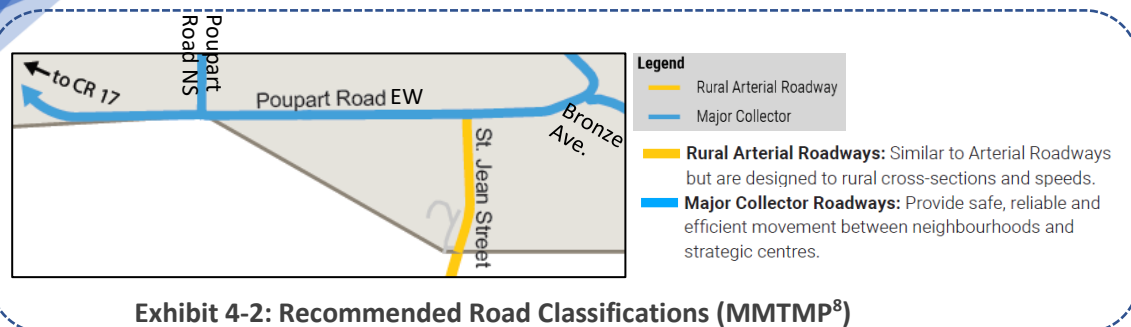 Poupart
Road NS
to CR 17
Poupart Road EW
Bronze
Ave.
St. Jean Street
2
Legend
Rural Arterial Roadway
Major Collector
Rural Arterial Roadways: Similar to Arterial Roadways
but are designed to rural cross-sections and speeds.
Major Collector Roadways: Provide safe, reliable and
efficient movement between neighbourhoods and
strategic centres.
Exhibit 4-2: Recommended Road Classifications (MMTMP⁸)